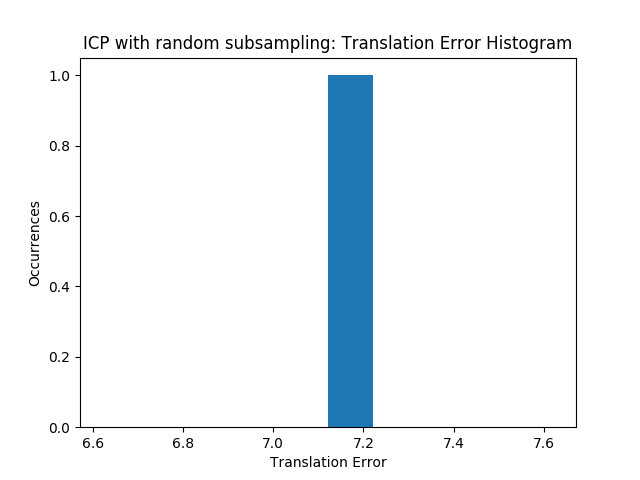 ICP with random subsampling: Translation Error Histogram
1.0
0.8
0.6
0.4
0.2
0.0
Occurrences
6.6 6.8 7.0 7.2 7.4 7.6
Translation Error